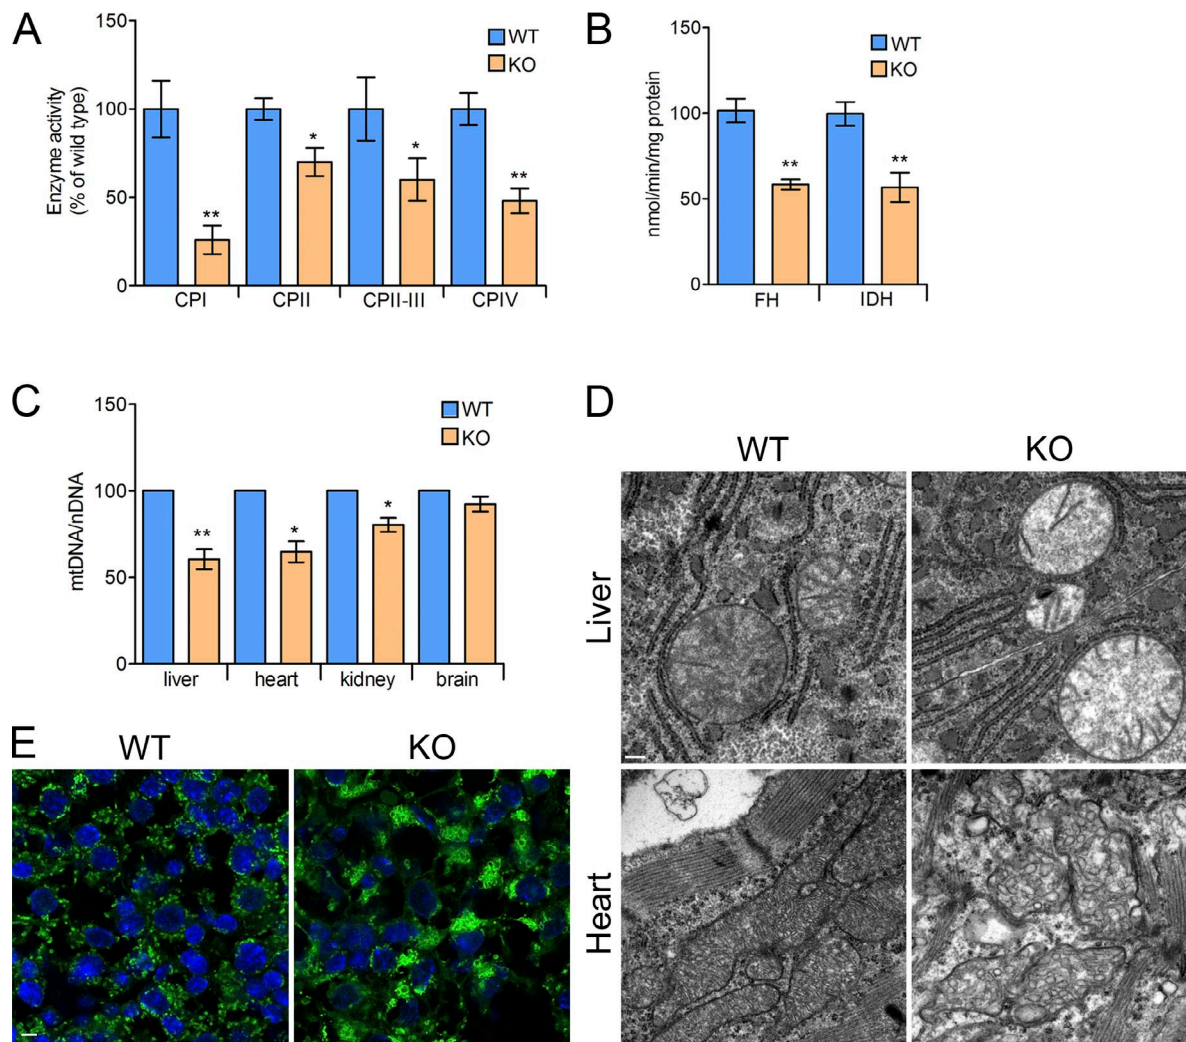 A
Enzyme activity
(% of wild type)
150
100
50
0
WT
KO
**
*
*
**
CPI
CPII
CPII-III
CPIV
B
nmol/min/mg protein
150
100
50
0
WT
KO
**
**
FH
IDH
C
mtDNA/nDNA
150
100
50
0
WT
KO
**
*
*
liver
heart
kidney
brain
D
WT
KO
Liver
Heart
E
WT
KO